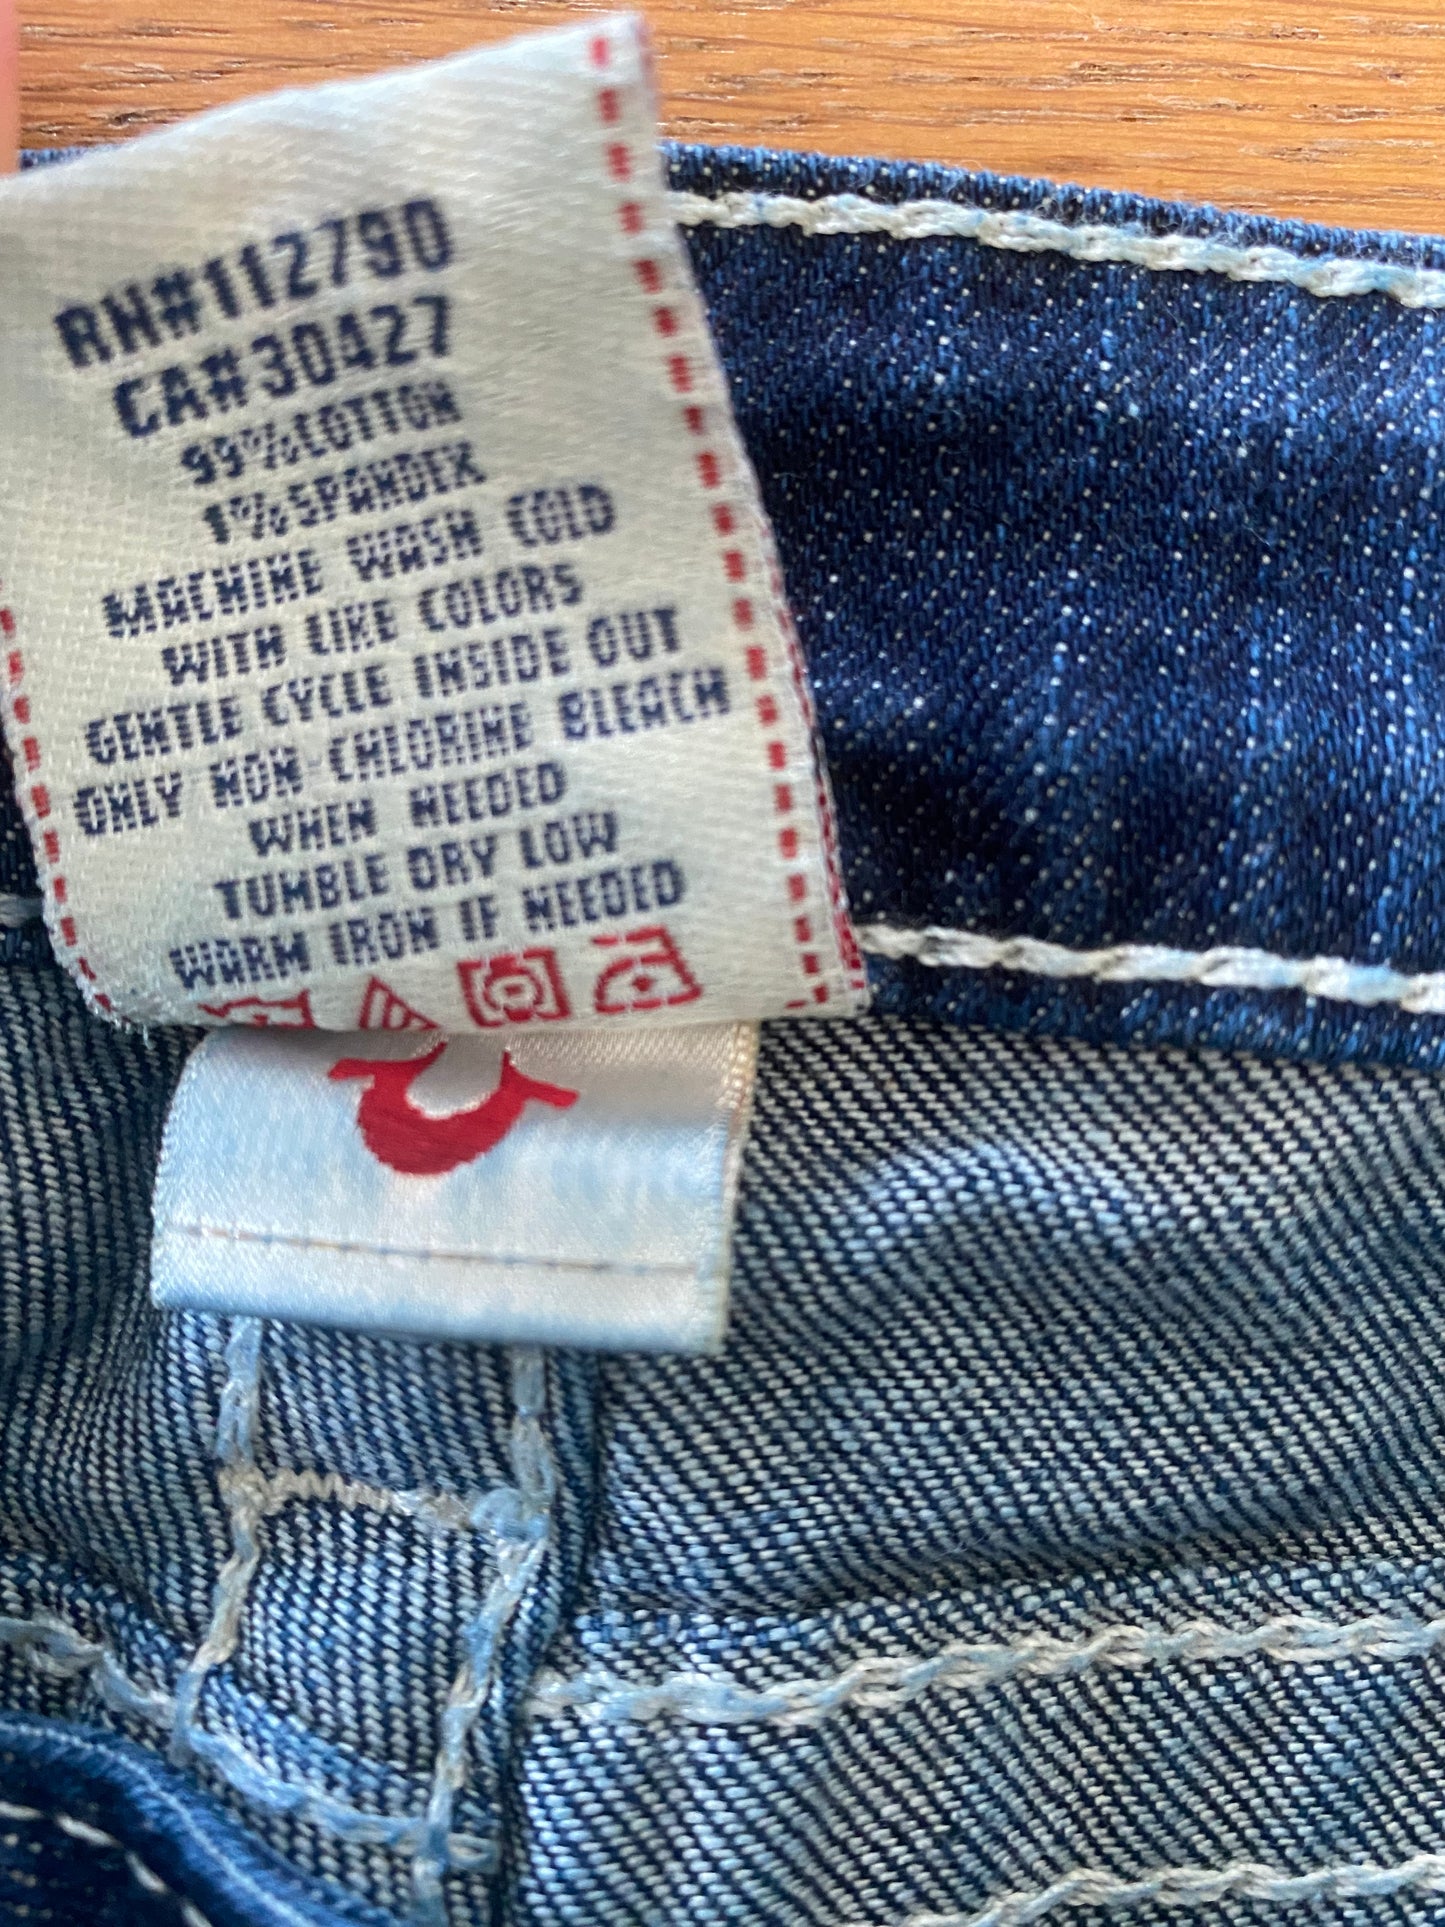 RN#112790
CA#30427
99%COTTON
1%SPANDEX
MACHINE WASH COLD
WITH LIKE COLORS
GENTLE CYCLE INSIDE OUT
ONLY NON-CHLORINE BLEACH
WHEN NEEDED
TUMBLE DRY LOW
WARM IRON IF NEEDED